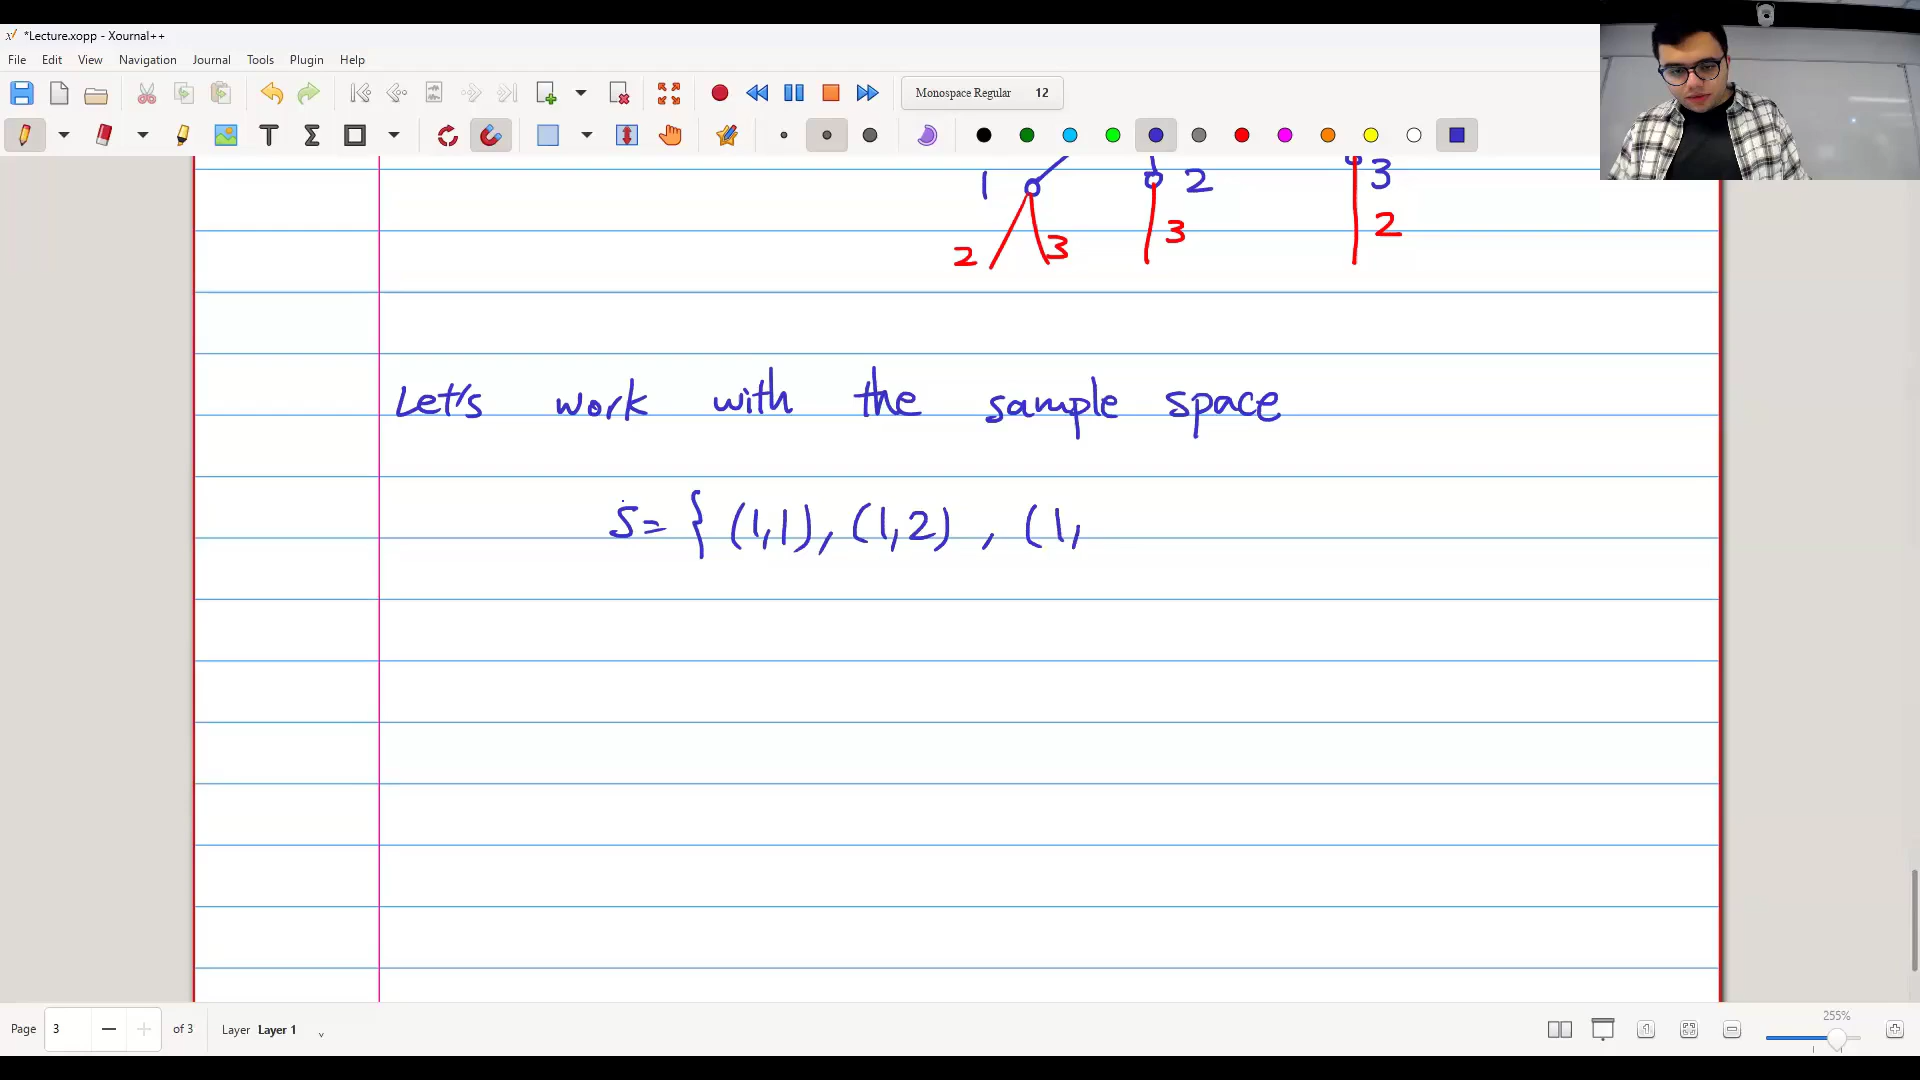 *Lecture.xopp - Xournal++
File Edit View Navigation Journal Tools Plugin Help
Monospace Regular 12
1 2 3
2 3 3 2
Let's work with the sample space
S = { (1,1), (1,2) , (1,
Page 3 of 3 Layer Layer 1 255%